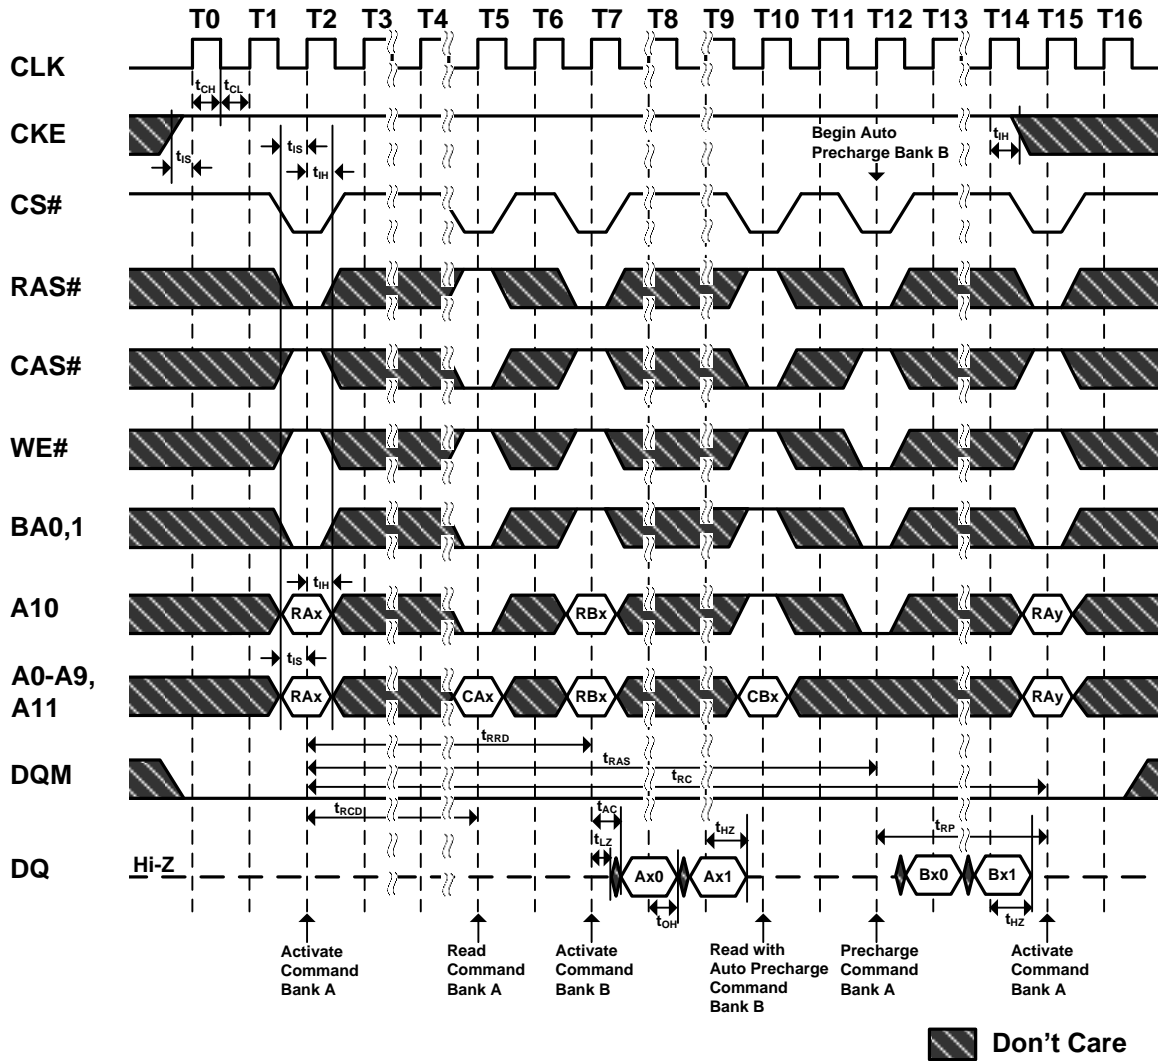 T0 T1 T2 T3 T4 T5 T6 T7 T8 T9 T10 T11 T12 T13 T14 T15 T16
CLK
tCH tCL
CKE
tIS
tIS
tIH
Begin Auto
Precharge Bank B
tIH
CS#
RAS#
CAS#
WE#
BA0,1
tIH
A10
RAx RBx RAy
tIS
A0-A9,
A11
RAx CAx RBx CBx RAy
tRRD
tRAS
DQM
tRC
tRCD
tAC
tHZ
tRP
tLZ
DQ
Hi-Z
Ax0 Ax1 Bx0 Bx1
tOH
tHZ
Activate
Command
Bank A
Read
Command
Bank A
Activate
Command
Bank B
Read with
Auto Precharge
Command
Bank B
Precharge
Command
Bank A
Activate
Command
Bank A
Don't Care